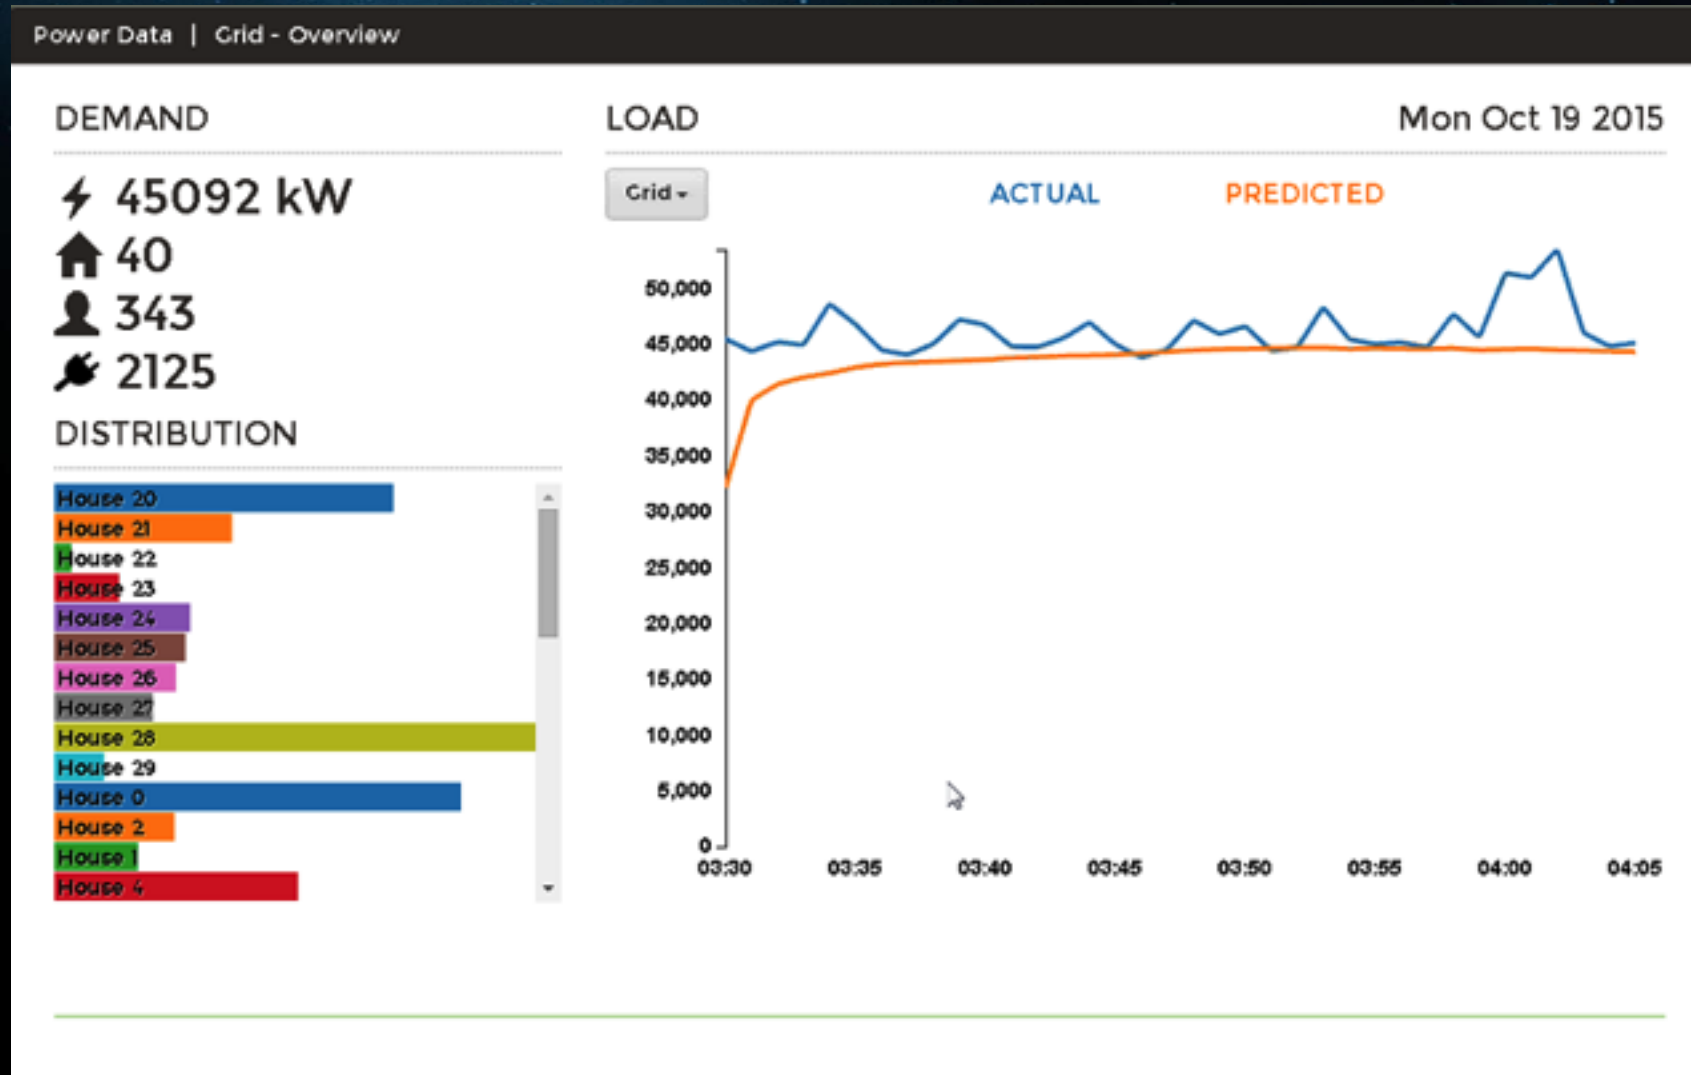 Power Data | Grid - Overview
DEMAND
45092 kW
40
343
2125
DISTRIBUTION
House 20
House 21
House 22
House 23
House 24
House 25
House 26
House 27
House 28
House 29
House 0
House 2
House 1
House 4
LOAD
Mon Oct 19 2015
Grid
ACTUAL
PREDICTED
50,000
45,000
40,000
35,000
30,000
25,000
20,000
15,000
10,000
5,000
0
03:30 03:35 03:40 03:45 03:50 03:55 04:00 04:05